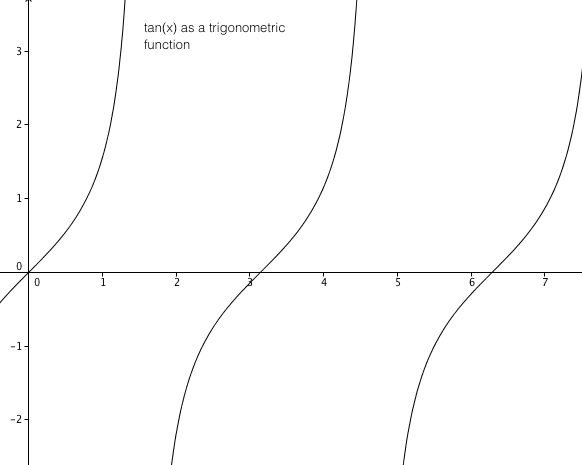 tan(x) as a trigonometric
function
3
2
1
0
0 1 2 3 4 5 6 7
−1
−2